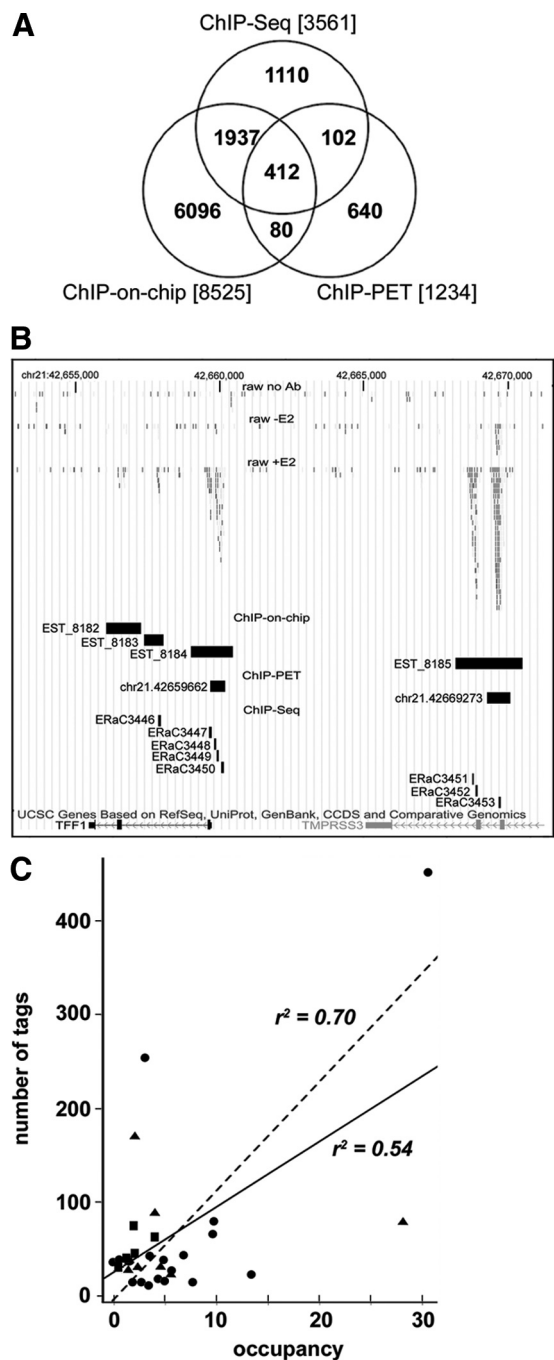 A
ChIP-Seq [3561]
1110
1937
102
412
6096
80
640
ChIP-on-chip [8525]
ChIP-PET [1234]
B
chr21:42,655,000
42,660,000
42,665,000
42,670,000
raw no Ab
raw -E2
raw +E2
ChIP-on-chip
EST_8182
EST_8183
EST_8184
EST_8185
ChIP-PET
chr21.42659662
chr21.42669273
ChIP-Seq
ERaC3446
ERaC3447
ERaC3448
ERaC3449
ERaC3450
ERaC3451
ERaC3452
ERaC3453
UCSC Genes Based on RefSeq, UniProt, GenBank, CCDS and Comparative Genomics
TFF1
TMPRSS3
C
number of tags
400
300
200
100
0
r² = 0.70
r² = 0.54
0
10
20
30
occupancy